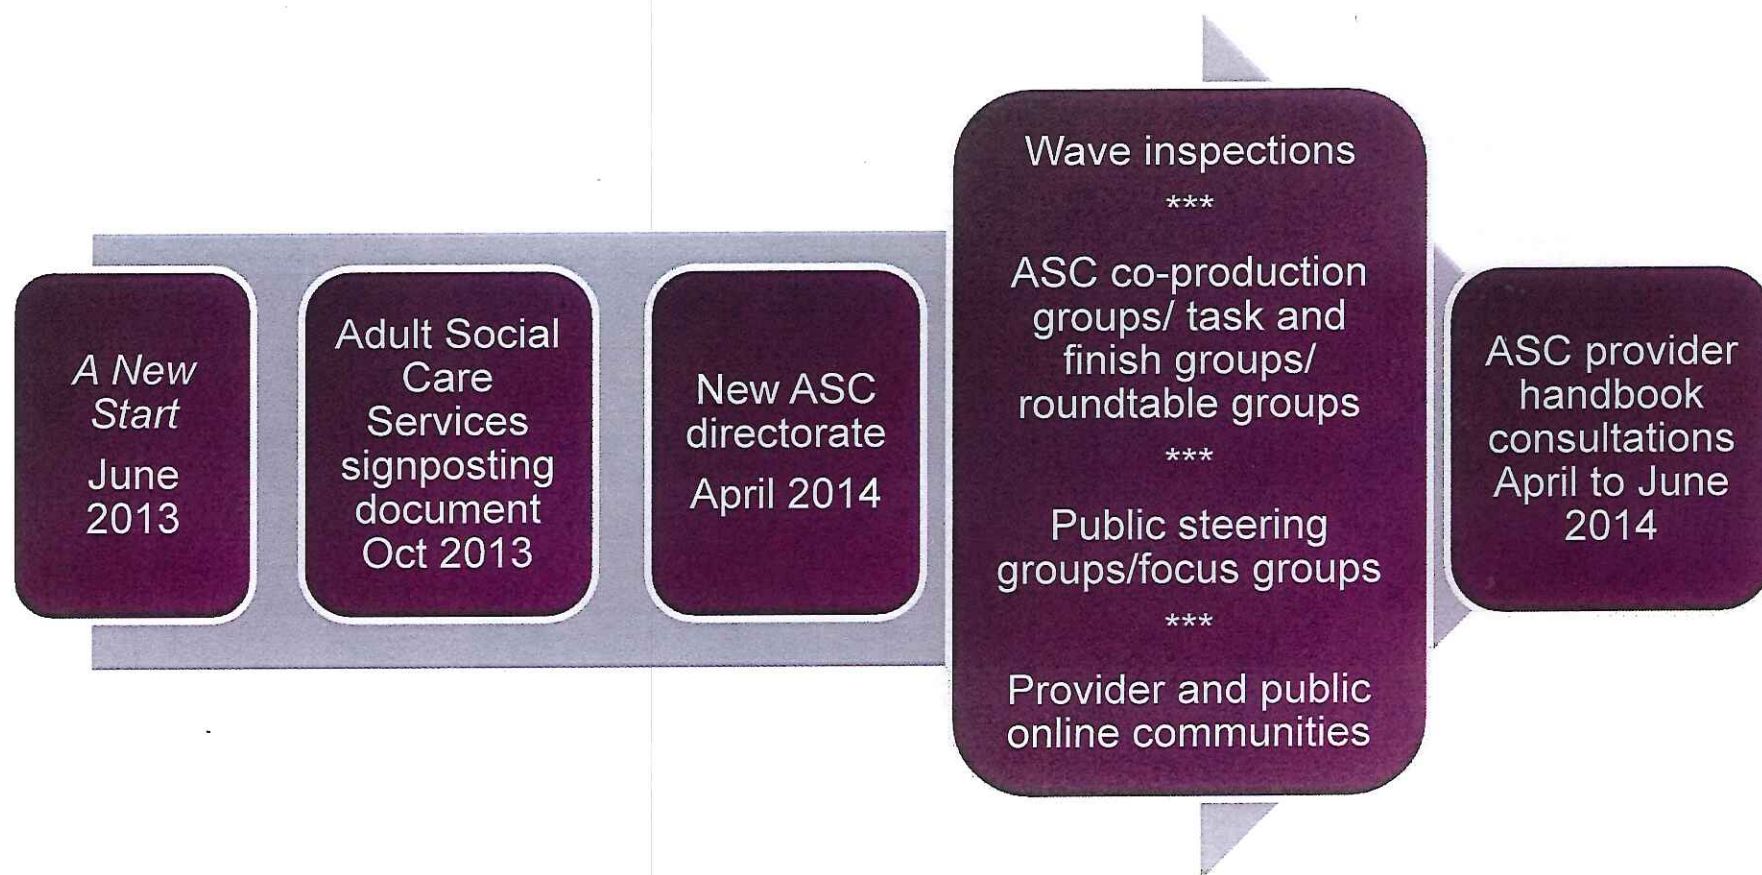 A New
Start
June
2013
Adult Social
Care
Services
signposting
document
Oct 2013
New ASC
directorate
April 2014
Wave inspections
***
ASC co-production
groups/ task and
finish groups/
roundtable groups
***
Public steering
groups/focus groups
***
Provider and public
online communities
ASC provider
handbook
consultations
April to June
2014